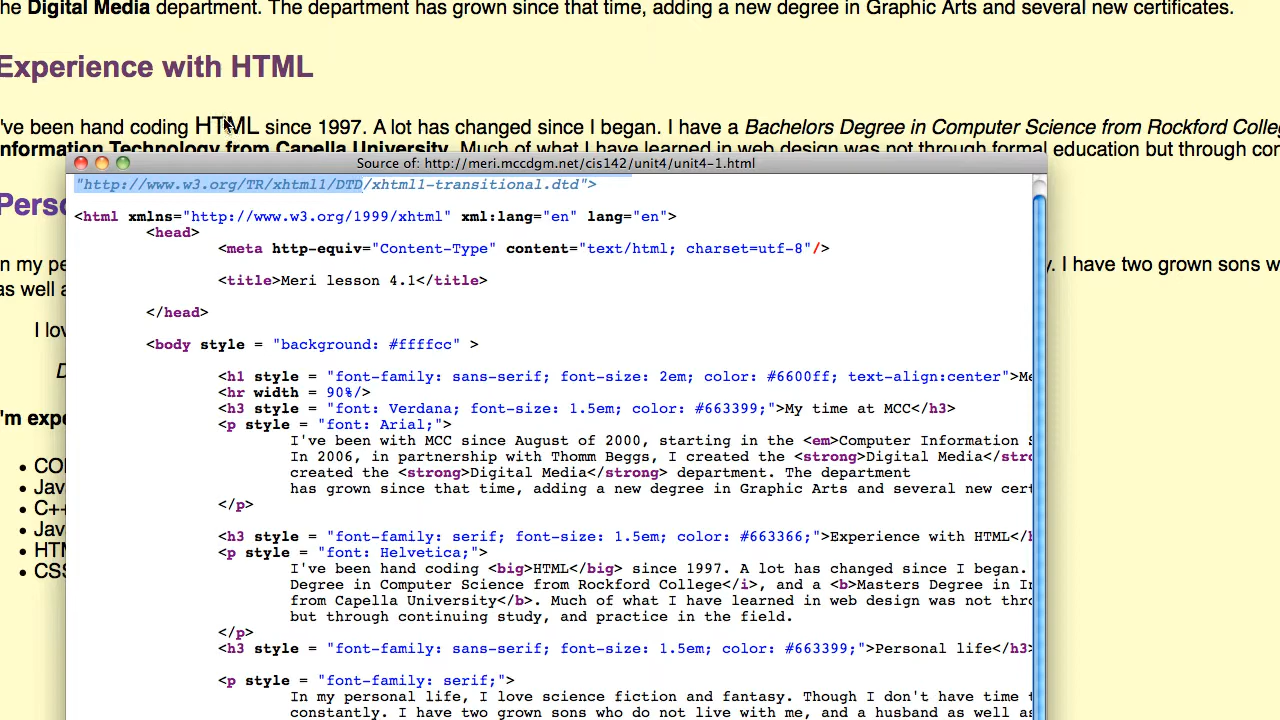 he Digital Media department. The department has grown since that time, adding a new degree in Graphic Arts and several new certificates.
Experience with HTML
've been hand coding HTML since 1997. A lot has changed since I began. I have a Bachelors Degree in Computer Science from Rockford Colle
nformation Technology from Capella University. Much of what I have learned in web design was not through formal education but through con
Source of: http://meri.mccdgm.net/cis142/unit4/unit4-1.html
"http://www.w3.org/TR/xhtml1/DTD/xhtml1-transitional.dtd">
Perso
<html xmlns="http://www.w3.org/1999/xhtml" xml:lang="en" lang="en">
<head>
<meta http-equiv="Content-Type" content="text/html; charset=utf-8"/>
n my pe
y. I have two grown sons w
<title>Meri lesson 4.1</title>
as well a
</head>
I lov
<body style = "background: #ffffcc" >
D
<h1 style = "font-family: sans-serif; font-size: 2em; color: #6600ff; text-align:center">Me
<hr width = 90%/>
<h3 style = "font: Verdana; font-size: 1.5em; color: #663399;">My time at MCC</h3>
'm expe
<p style = "font: Arial;">
I've been with MCC since August of 2000, starting in the <em>Computer Information S
In 2006, in partnership with Thomm Beggs, I created the <strong>Digital Media</stro
created the <strong>Digital Media</strong> department. The department
has grown since that time, adding a new degree in Graphic Arts and several new cert
</p>
• CO
• Jav
• C++
• Jav
• HTM
• CSS
<h3 style = "font-family: serif; font-size: 1.5em; color: #663366;">Experience with HTML</h
<p style = "font: Helvetica;">
I've been hand coding <big>HTML</big> since 1997. A lot has changed since I began.
Degree in Computer Science from Rockford College</i>, and a <b>Masters Degree in In
from Capella University</b>. Much of what I have learned in web design was not thro
but through continuing study, and practice in the field.
</p>
<h3 style = "font-family: sans-serif; font-size: 1.5em; color: #663399;">Personal life</h3>
<p style = "font-family: serif;">
In my personal life, I love science fiction and fantasy. Though I don't have time t
constantly. I have two grown sons who do not live with me, and a husband as well as